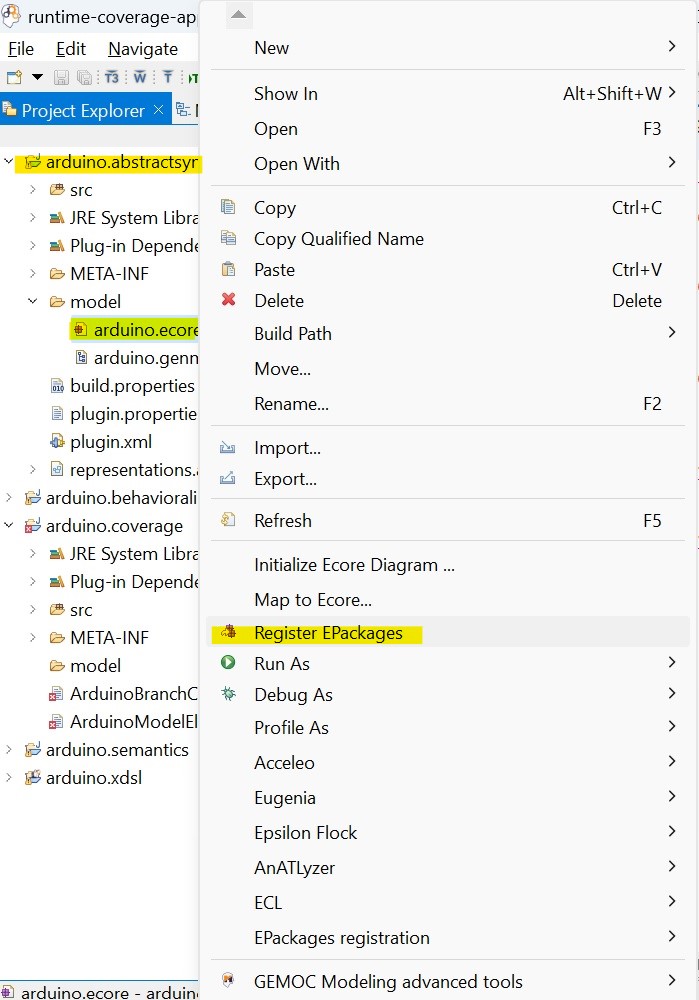 runtime-coverage-ap
File Edit Navigate
Project Explorer
arduino.abstractsyn
src
JRE System Libra
Plug-in Depende
META-INF
model
arduino.ecore
arduino.genm
build.properties
plugin.propertie
plugin.xml
representations.a
arduino.behaviorali
arduino.coverage
JRE System Libra
Plug-in Depende
src
META-INF
model
ArduinoBranchC
ArduinoModelEl
arduino.semantics
arduino.xdsl
arduino.ecore - arduin
New
Show In Alt+Shift+W
Open F3
Open With
Copy Ctrl+C
Copy Qualified Name
Paste Ctrl+V
Delete Delete
Build Path
Move...
Rename... F2
Import...
Export...
Refresh F5
Initialize Ecore Diagram ...
Map to Ecore...
Register EPackages
Run As
Debug As
Profile As
Acceleo
Eugenia
Epsilon Flock
AnATLyzer
ECL
EPackages registration
GEMOC Modeling advanced tools